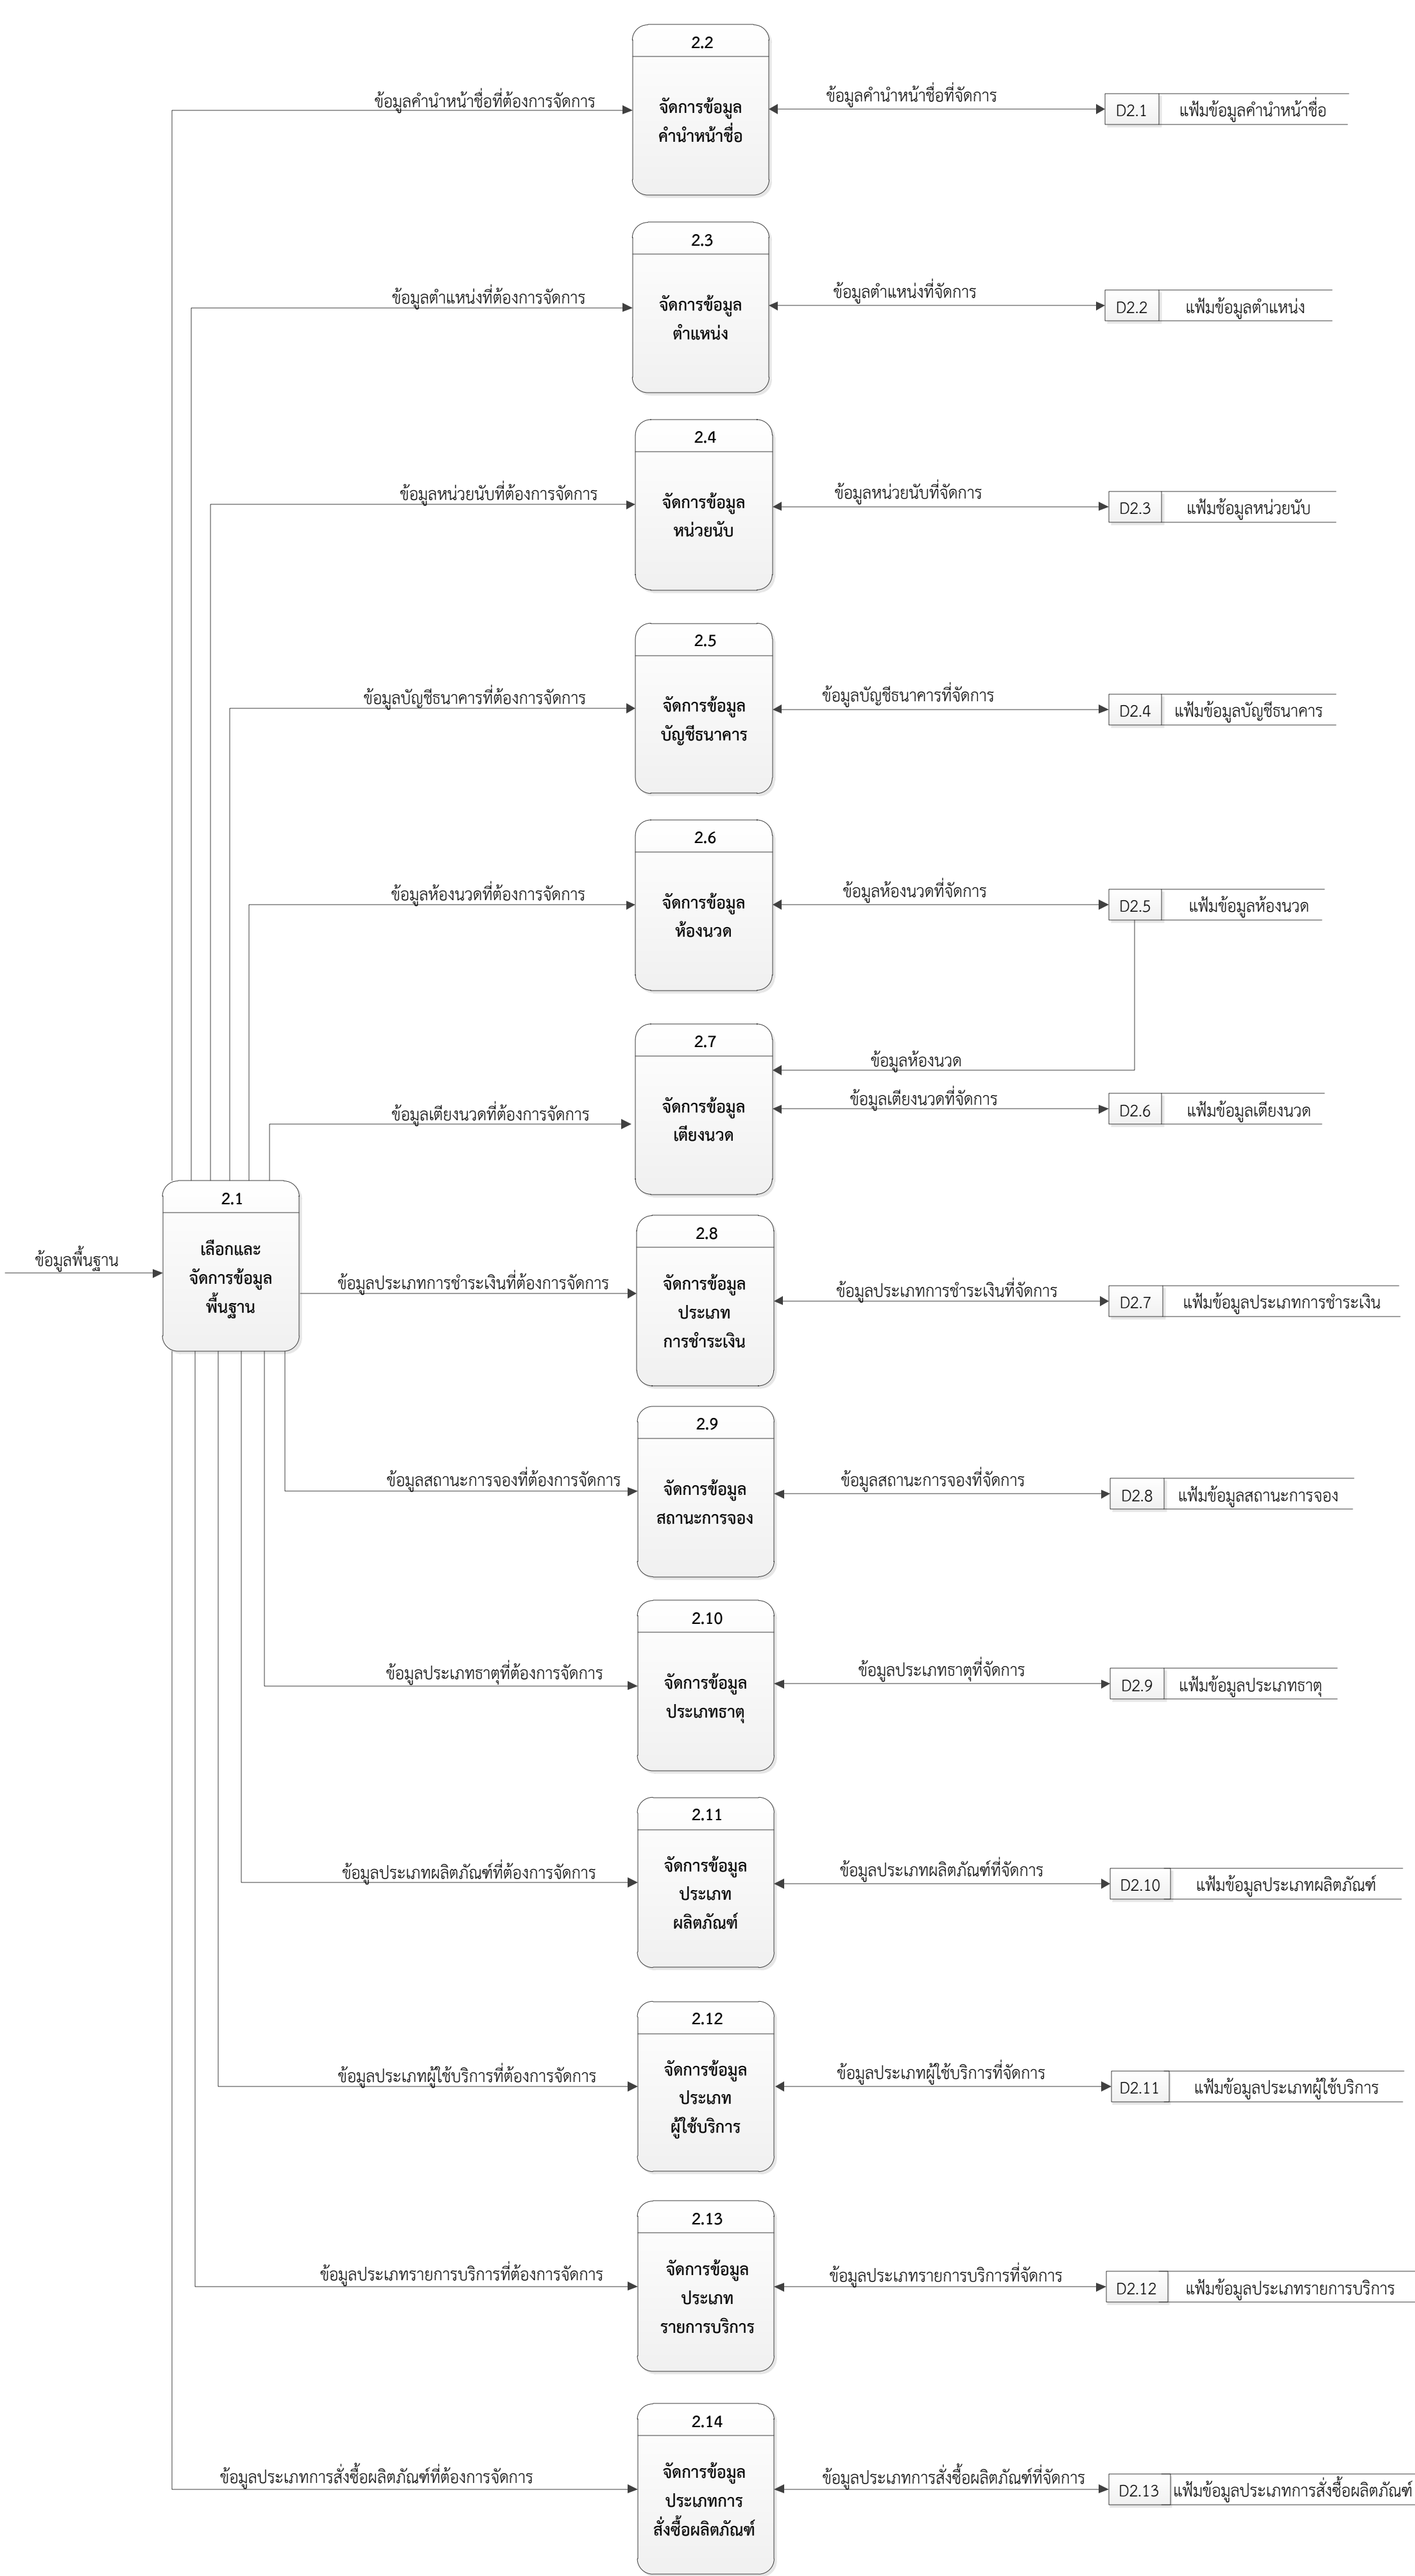 2.2
ข้อมูลคำนำหน้าชื่อที่ต้องการจัดการ
จัดการข้อมูล
คำนำหน้าชื่อ
ข้อมูลคำนำหน้าชื่อที่จัดการ
D2.1
แฟ้มข้อมูลคำนำหน้าชื่อ
2.3
ข้อมูลตำแหน่งที่ต้องการจัดการ
จัดการข้อมูล
ตำแหน่ง
ข้อมูลตำแหน่งที่จัดการ
D2.2
แฟ้มข้อมูลตำแหน่ง
2.4
ข้อมูลหน่วยนับที่ต้องการจัดการ
จัดการข้อมูล
หน่วยนับ
ข้อมูลหน่วยนับที่จัดการ
D2.3
แฟ้มช้อมูลหน่วยนับ
2.5
ข้อมูลบัญชีธนาคารที่ต้องการจัดการ
จัดการข้อมูล
บัญชีธนาคาร
ข้อมูลบัญชีธนาคารที่จัดการ
D2.4
แฟ้มข้อมูลบัญชีธนาคาร
2.6
ข้อมูลห้องนวดที่ต้องการจัดการ
จัดการข้อมูล
ห้องนวด
ข้อมูลห้องนวดที่จัดการ
D2.5
แฟ้มข้อมูลห้องนวด
2.7
ข้อมูลเตียงนวดที่ต้องการจัดการ
จัดการข้อมูล
เตียงนวด
ข้อมูลห้องนวด
ข้อมูลเตียงนวดที่จัดการ
D2.6
แฟ้มข้อมูลเตียงนวด
ข้อมูลพื้นฐาน
2.1
เลือกและ
จัดการข้อมูล
พื้นฐาน
2.8
ข้อมูลประเภทการชำระเงินที่ต้องการจัดการ
จัดการข้อมูล
ประเภท
การชำระเงิน
ข้อมูลประเภทการชำระเงินที่จัดการ
D2.7
แฟ้มข้อมูลประเภทการชำระเงิน
2.9
ข้อมูลสถานะการจองที่ต้องการจัดการ
จัดการข้อมูล
สถานะการจอง
ข้อมูลสถานะการจองที่จัดการ
D2.8
แฟ้มข้อมูลสถานะการจอง
2.10
ข้อมูลประเภทธาตุที่ต้องการจัดการ
จัดการข้อมูล
ประเภทธาตุ
ข้อมูลประเภทธาตุที่จัดการ
D2.9
แฟ้มข้อมูลประเภทธาตุ
2.11
ข้อมูลประเภทผลิตภัณฑ์ที่ต้องการจัดการ
จัดการข้อมูล
ประเภท
ผลิตภัณฑ์
ข้อมูลประเภทผลิตภัณฑ์ที่จัดการ
D2.10
แฟ้มข้อมูลประเภทผลิตภัณฑ์
2.12
ข้อมูลประเภทผู้ใช้บริการที่ต้องการจัดการ
จัดการข้อมูล
ประเภท
ผู้ใช้บริการ
ข้อมูลประเภทผู้ใช้บริการที่จัดการ
D2.11
แฟ้มข้อมูลประเภทผู้ใช้บริการ
2.13
ข้อมูลประเภทรายการบริการที่ต้องการจัดการ
จัดการข้อมูล
ประเภท
รายการบริการ
ข้อมูลประเภทรายการบริการที่จัดการ
D2.12
แฟ้มข้อมูลประเภทรายการบริการ
2.14
ข้อมูลประเภทการสั่งซื้อผลิตภัณฑ์ที่ต้องการจัดการ
จัดการข้อมูล
ประเภทการ
สั่งซื้อผลิตภัณฑ์
ข้อมูลประเภทการสั่งซื้อผลิตภัณฑ์ที่จัดการ
D2.13
แฟ้มข้อมูลประเภทการสั่งซื้อผลิตภัณฑ์